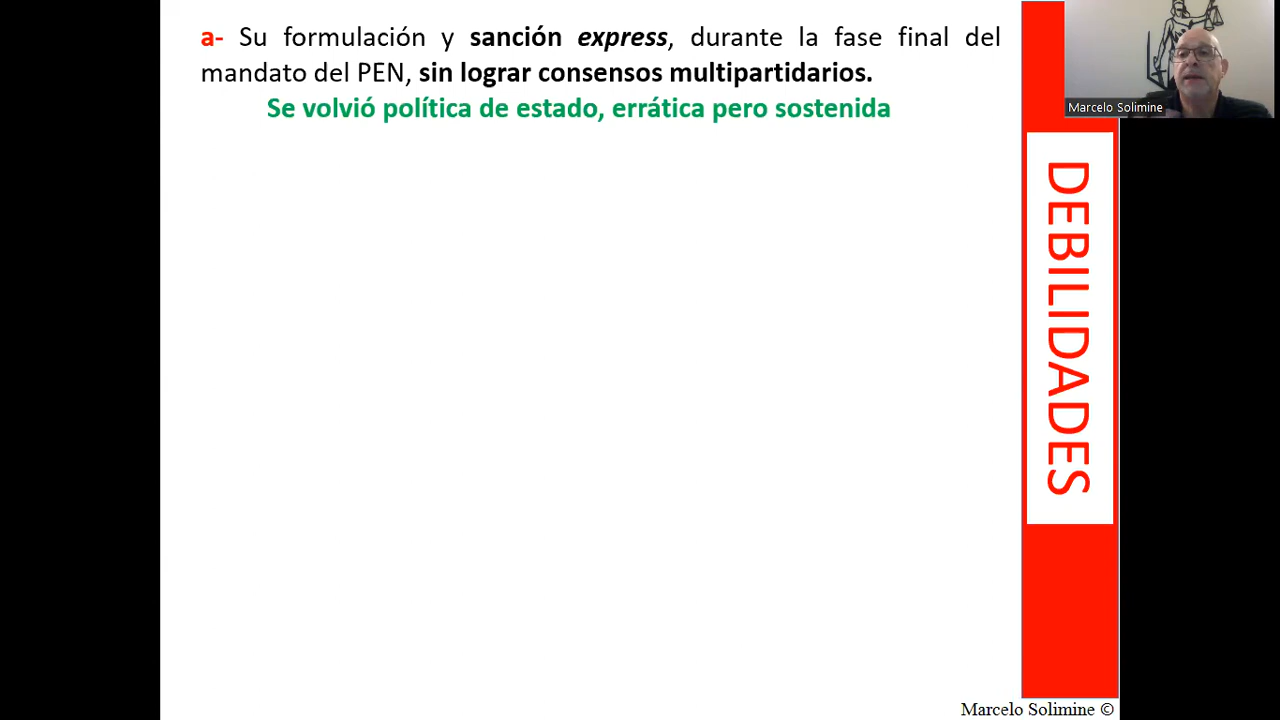 a- Su formulación y sanción express, durante la fase final del
mandato del PEN, sin lograr consensos multipartidarios.
Se volvió política de estado, errática pero sostenida
Marcelo Solimine
DEBILIDADES
Marcelo Solimine ©